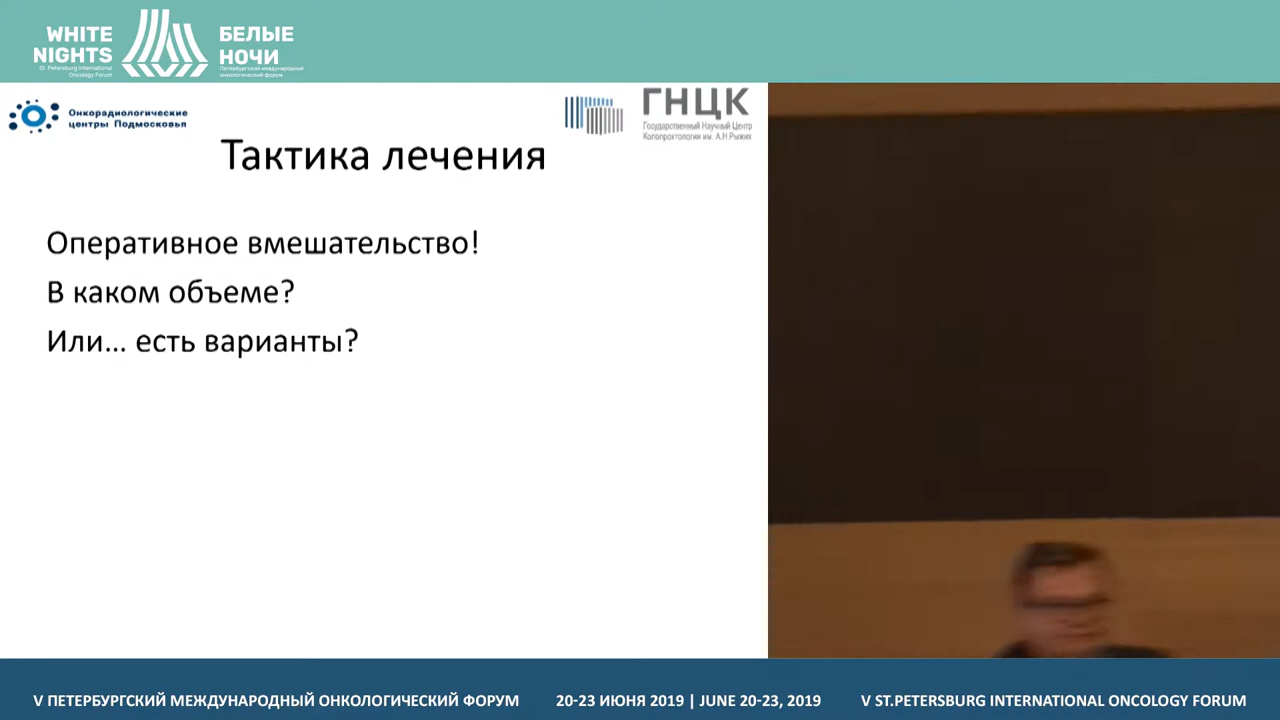 WHITE
NIGHTS
St. Petersburg International
Oncology Forum
БЕЛЫЕ
НОЧИ
Петербургский международный
онкологический форум
Онкорадиологические
центры Подмосковья
ГНЦК
Государственный Научный Центр
Колопроктологии им. А.Н.Рыжих
Тактика лечения
Оперативное вмешательство!
В каком объеме?
Или... есть варианты?
V ПЕТЕРБУРГСКИЙ МЕЖДУНАРОДНЫЙ ОНКОЛОГИЧЕСКИЙ ФОРУМ
20-23 ИЮНЯ 2019 | JUNE 20-23, 2019
V ST.PETERSBURG INTERNATIONAL ONCOLOGY FORUM